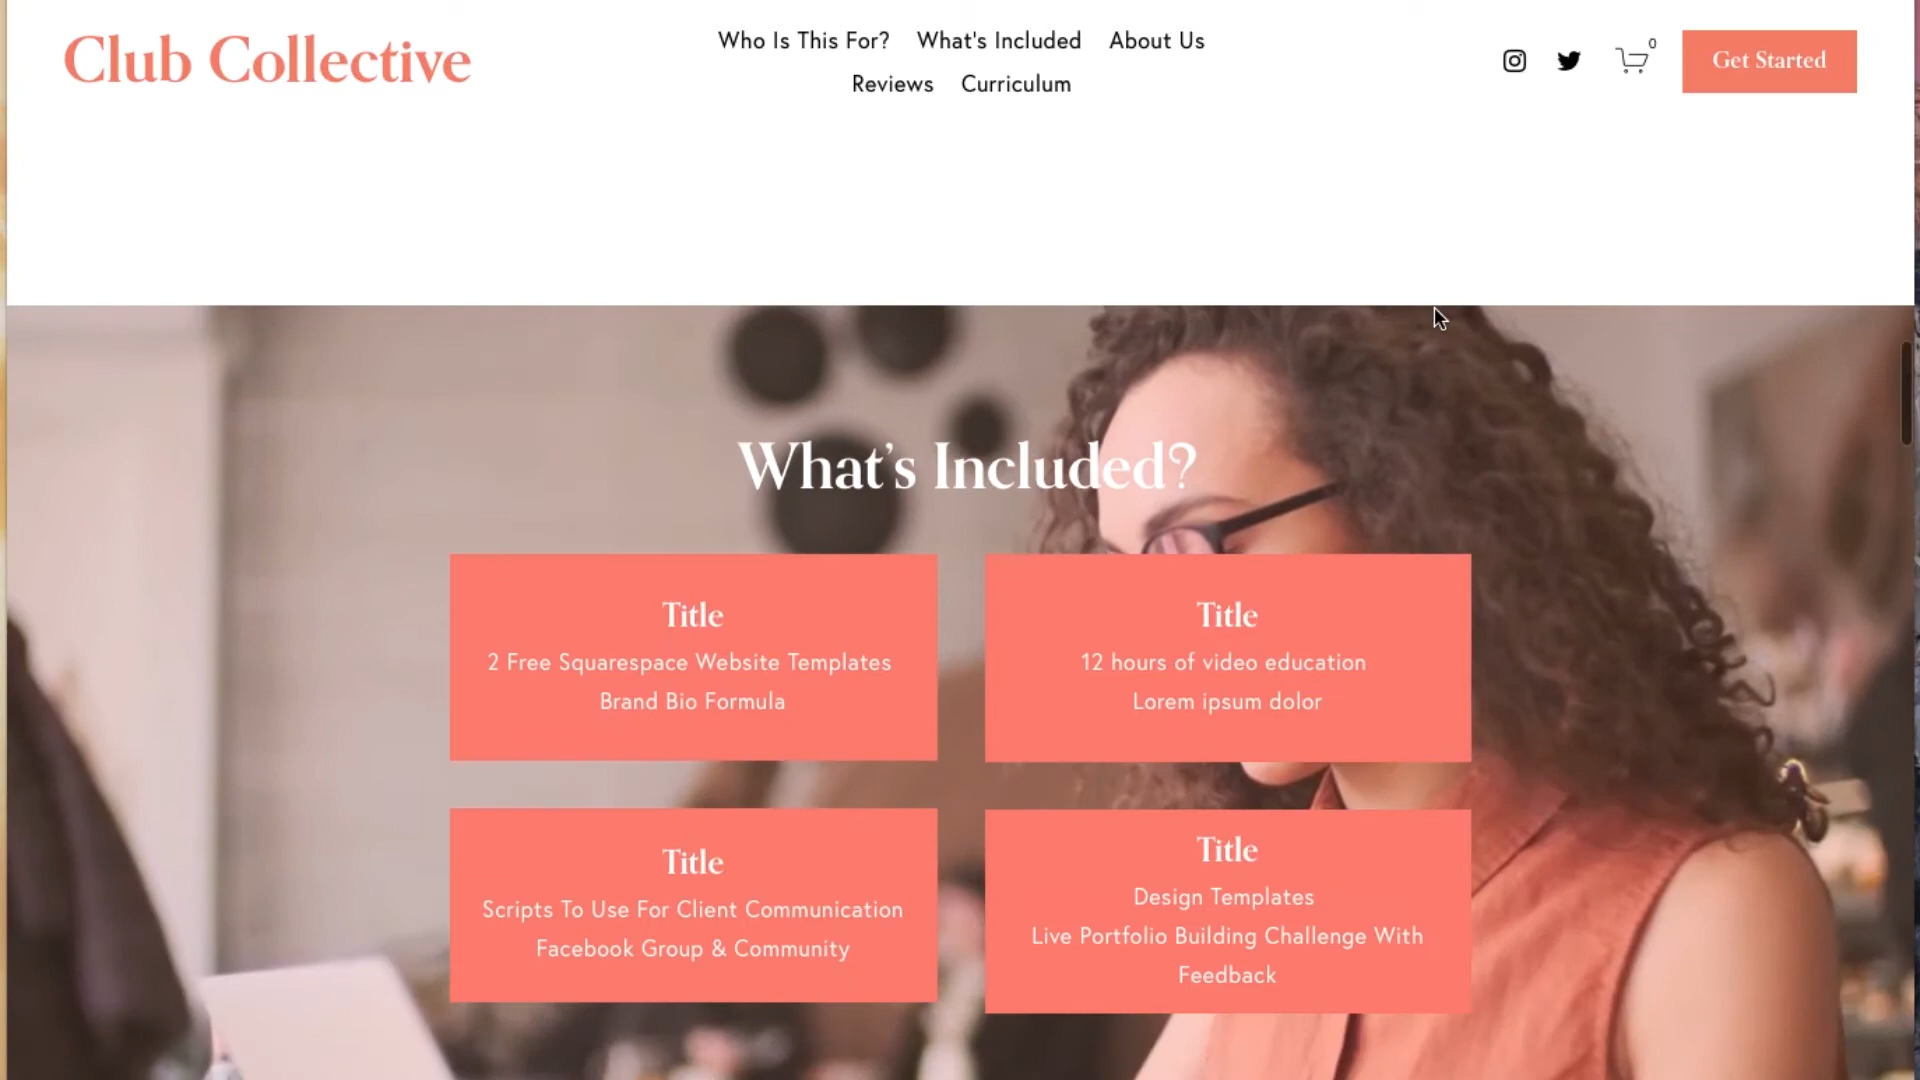 Club Collective
Who Is This For? What's Included About Us
Reviews Curriculum
0
Get Started
What's Included?
Title
2 Free Squarespace Website Templates
Brand Bio Formula
Title
12 hours of video education
Lorem ipsum dolor
Title
Scripts To Use For Client Communication
Facebook Group & Community
Title
Design Templates
Live Portfolio Building Challenge With
Feedback